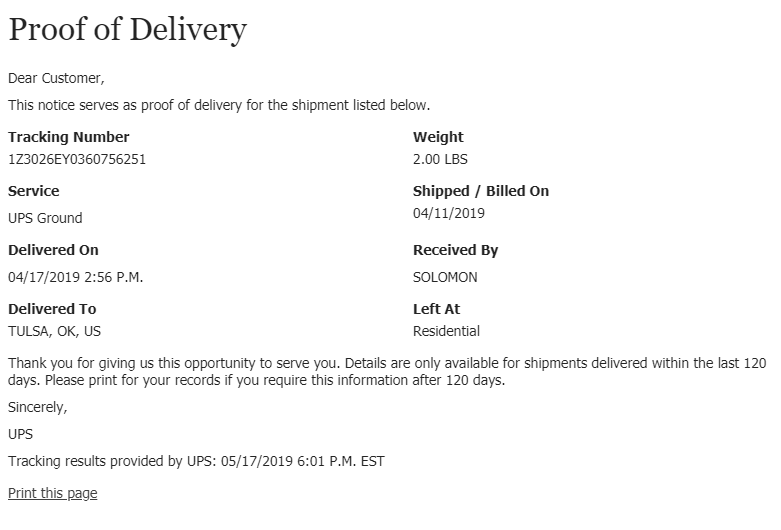 Proof of Delivery
Dear Customer,
This notice serves as proof of delivery for the shipment listed below.
Tracking Number
1Z3026EY0360756251
Weight
2.00 LBS
Service
UPS Ground
Shipped / Billed On
04/11/2019
Delivered On
04/17/2019 2:56 P.M.
Received By
SOLOMON
Delivered To
TULSA, OK, US
Left At
Residential
Thank you for giving us this opportunity to serve you. Details are only available for shipments delivered within the last 120
days. Please print for your records if you require this information after 120 days.
Sincerely,
UPS
Tracking results provided by UPS: 05/17/2019 6:01 P.M. EST
Print this page